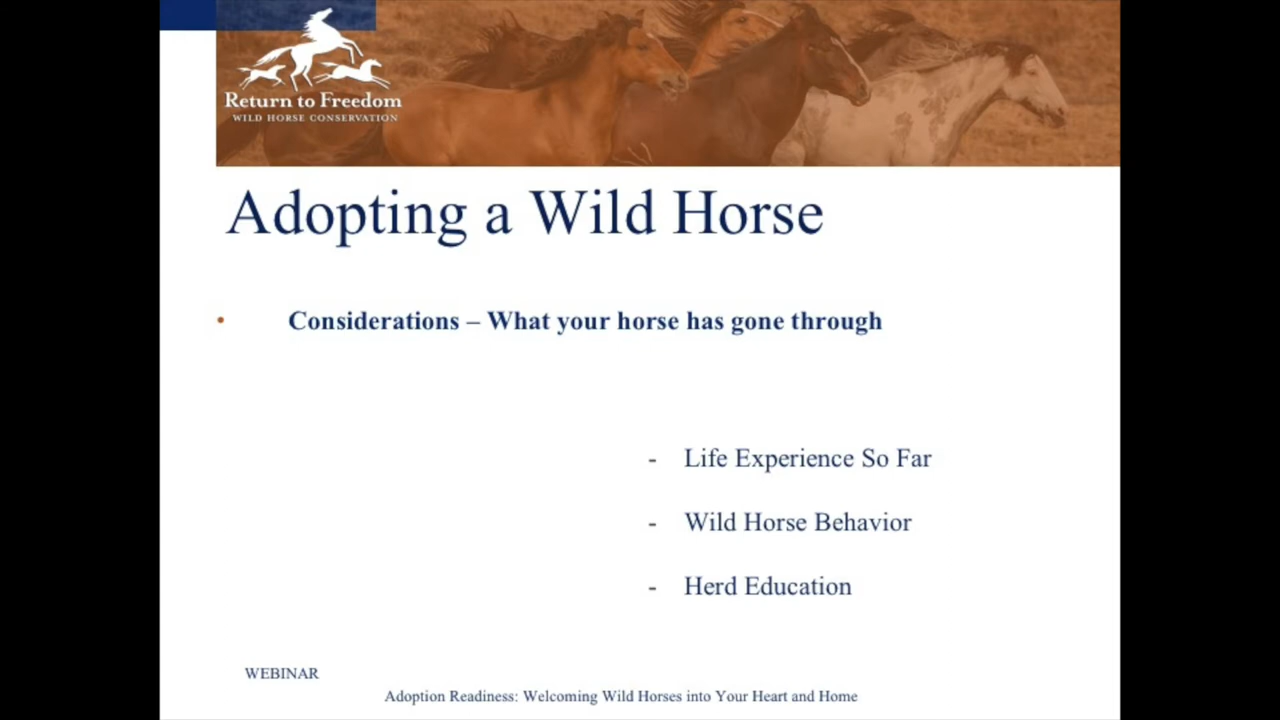 Return to Freedom
WILD HORSE CONSERVATION
Adopting a Wild Horse
• Considerations – What your horse has gone through
- Life Experience So Far
- Wild Horse Behavior
- Herd Education
WEBINAR
Adoption Readiness: Welcoming Wild Horses into Your Heart and Home